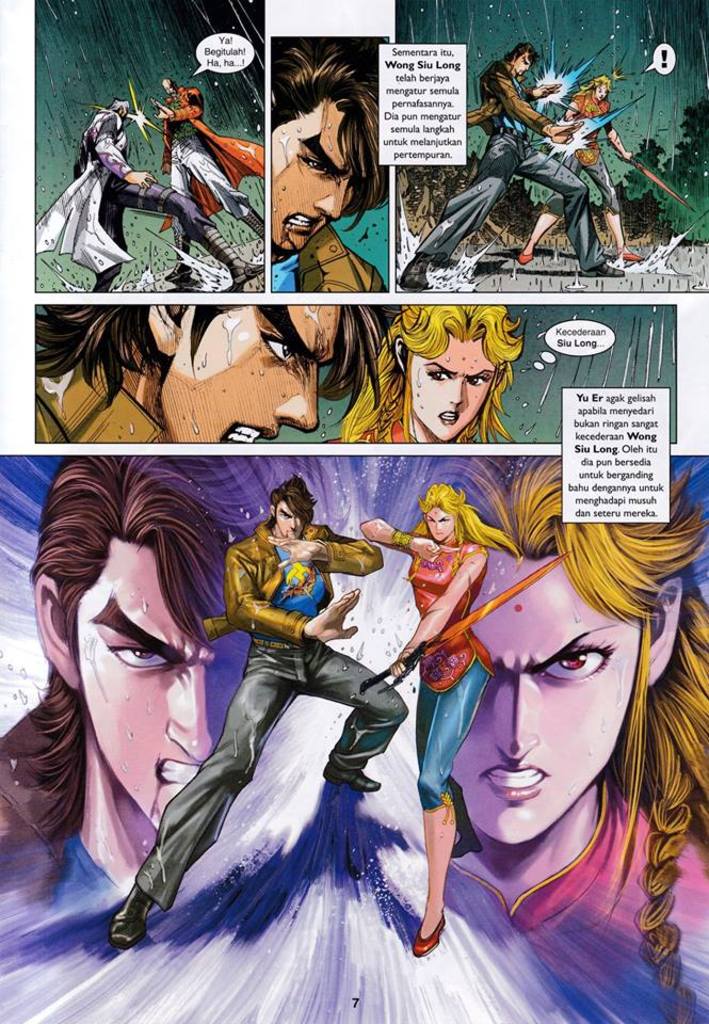 Ya!
Begitulah!
Ha, ha...!
Sementara itu,
Wong Siu Long
telah berjaya
mengatur semula
pernafasannya.
Dia pun mengatur
semula langkah
untuk melanjutkan
pertempuran.
!
Kecederaan
Siu Long...
Yu Er agak gelisah
apabila menyedari
bukan ringan sangat
kecederaan Wong
Siu Long. Oleh itu
dia pun bersedia
untuk berganding
bahu dengannya untuk
menghadapi musuh
dan seteru mereka.
7